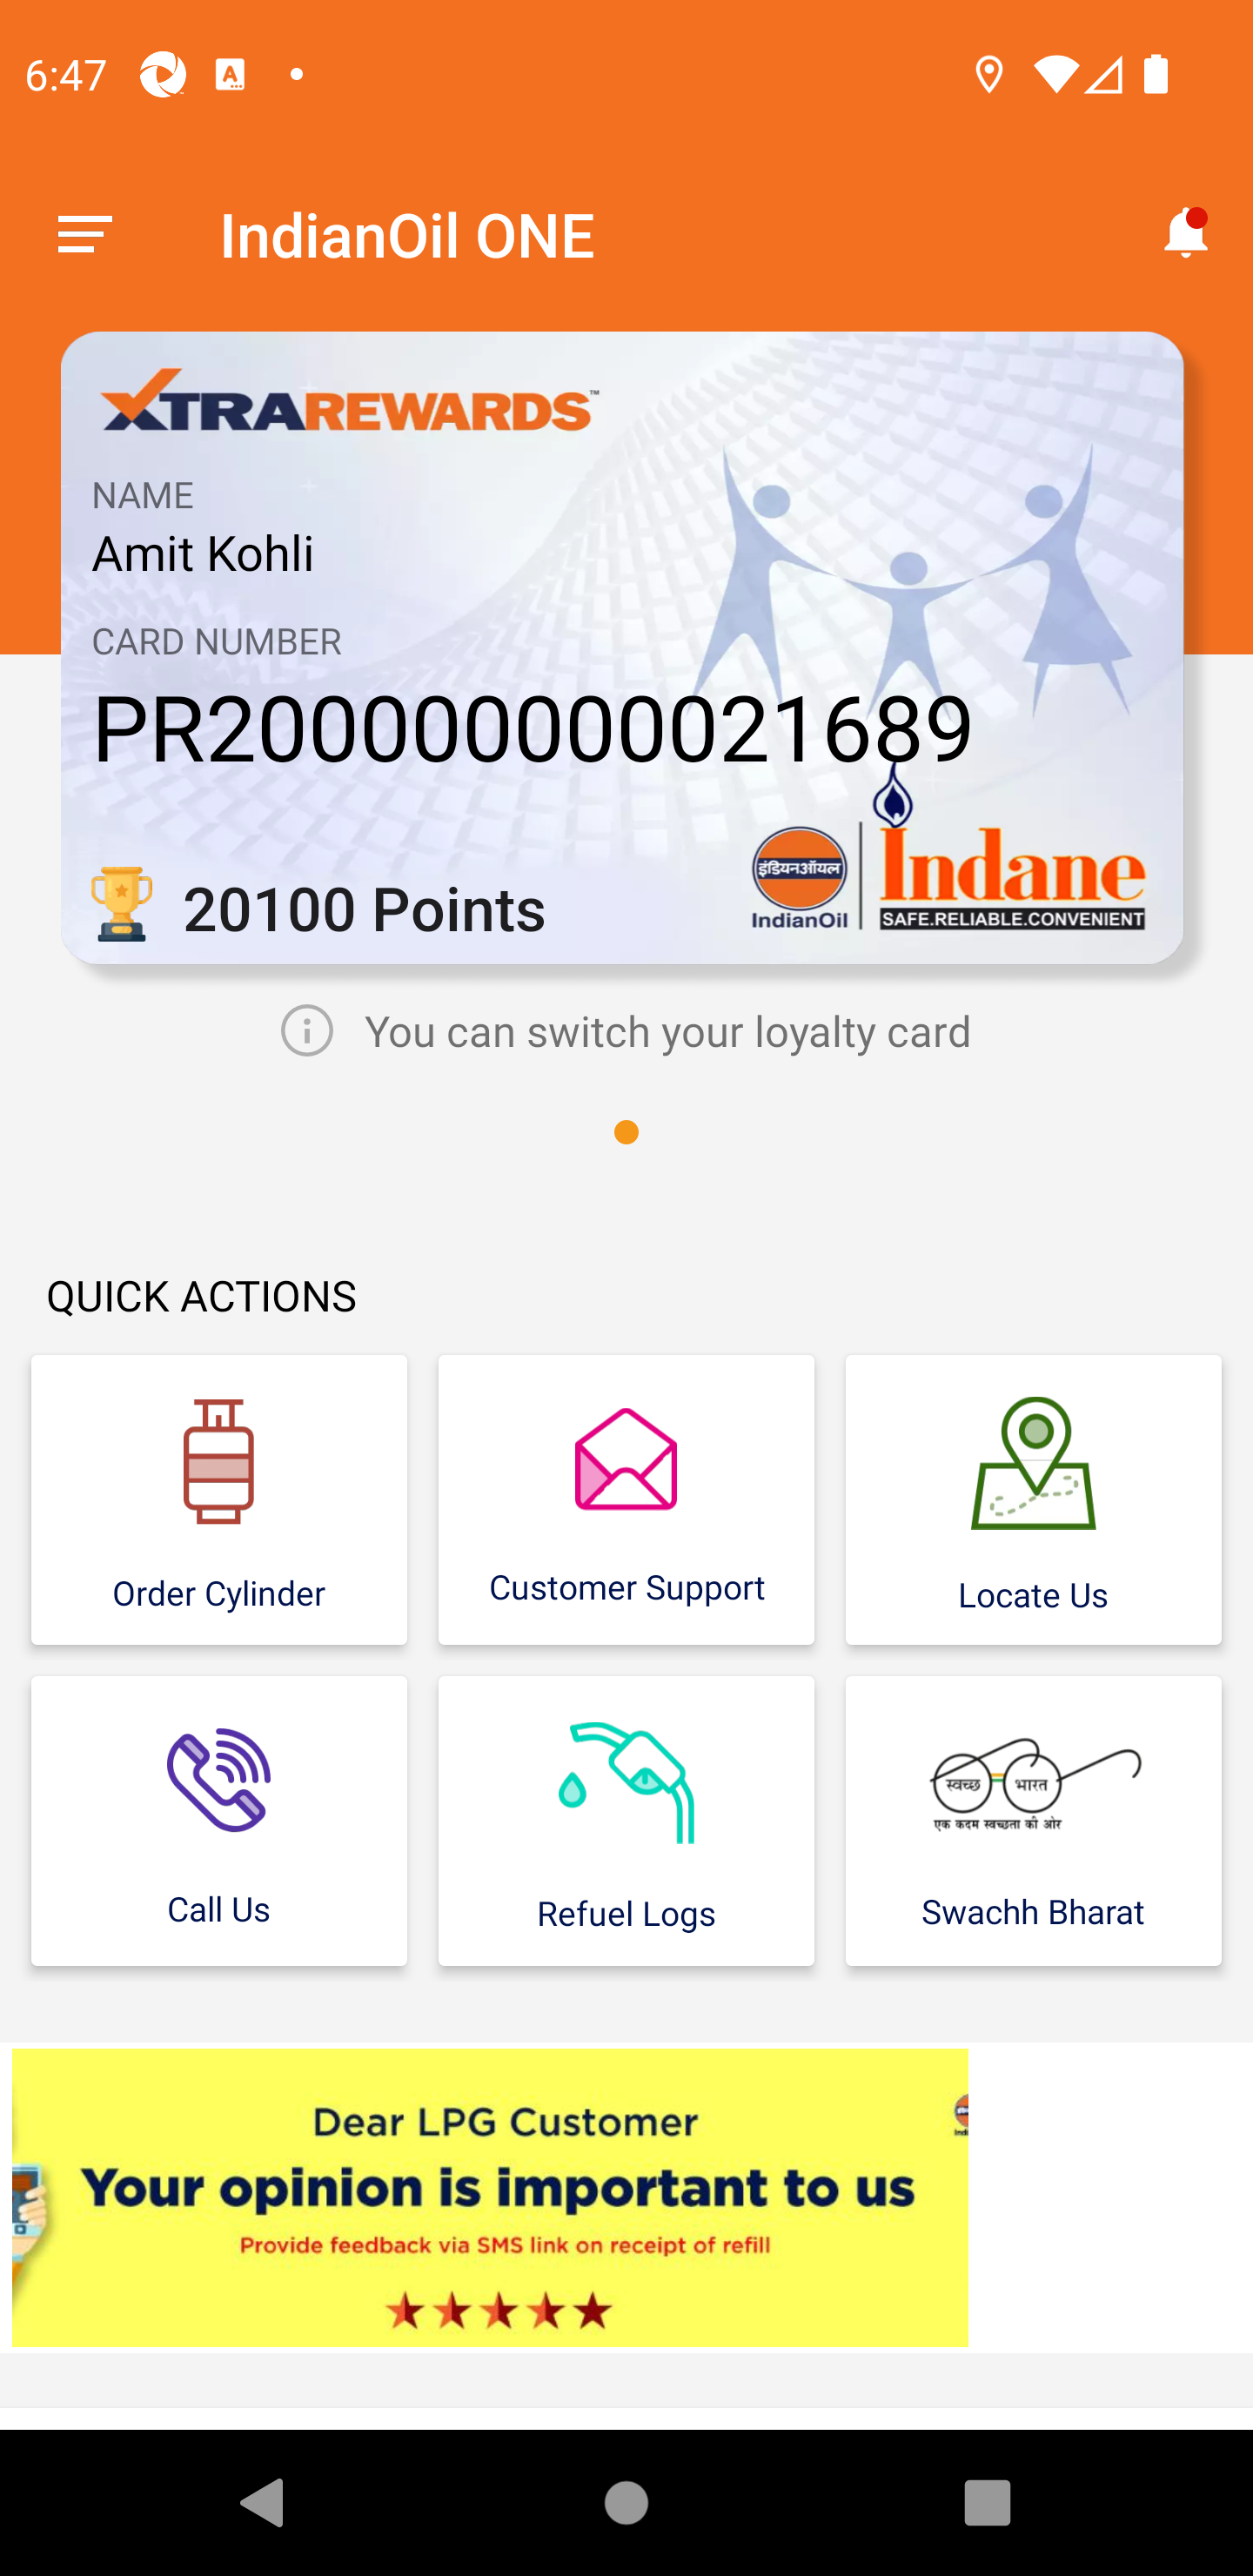 6:47
IndianOil ONE
XTRAREWARDS™
NAME
Amit Kohli
CARD NUMBER
PR200000000021689
20100 Points
इंडियनऑयल
IndianOil
Indane
SAFE.RELIABLE.CONVENIENT
You can switch your loyalty card
QUICK ACTIONS
Order Cylinder
Customer Support
Locate Us
स्वच्छ भारत
एक कदम स्वच्छता की ओर
Call Us
Refuel Logs
Swachh Bharat
Dear LPG Customer
Your opinion is important to us
Provide feedback via SMS link on receipt of refill